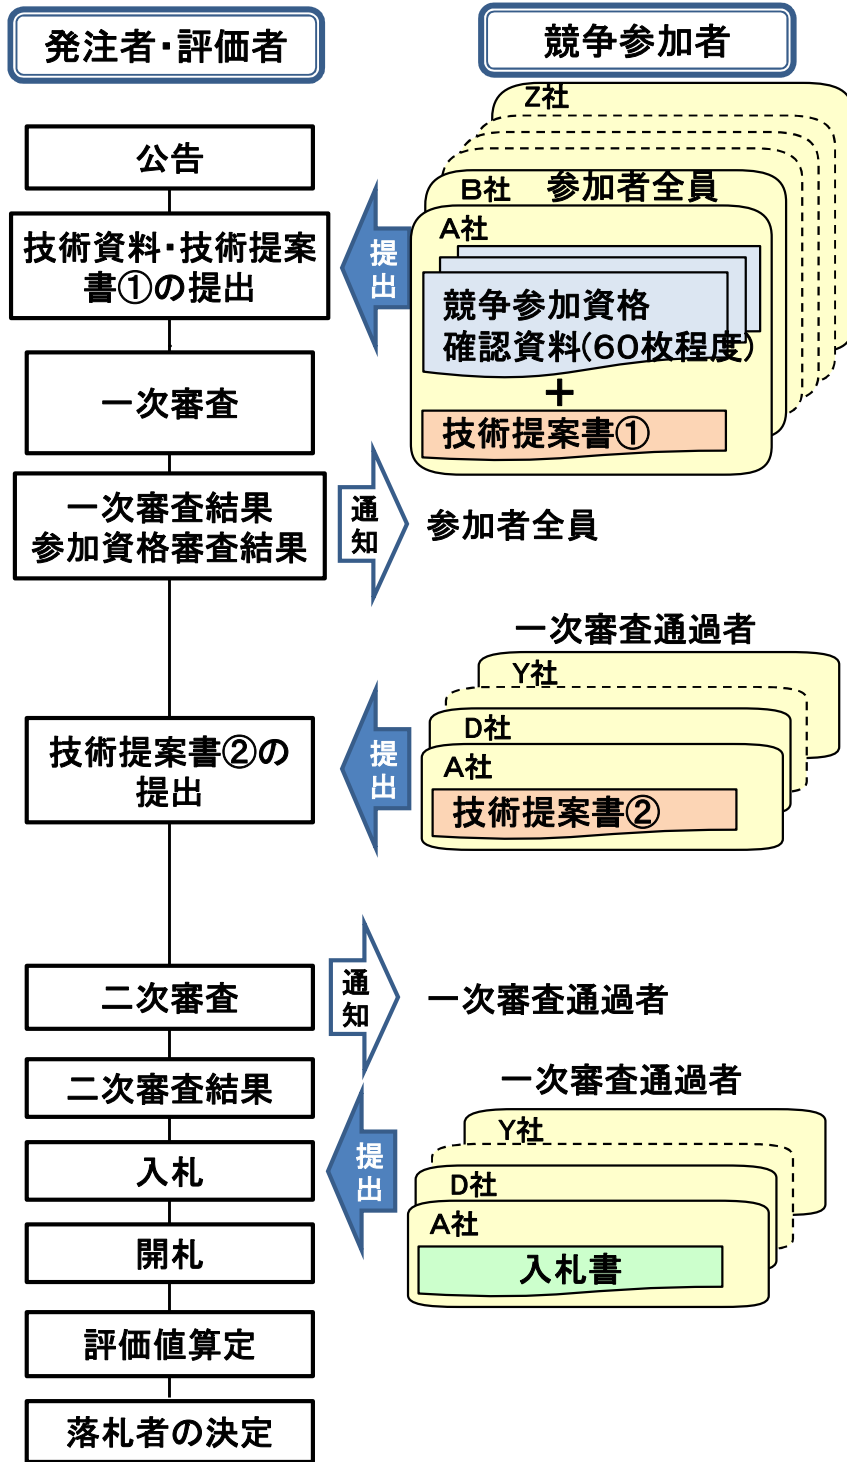 発注者・評価者
競争参加者
Z社
B社 参加者全員
A社
公告
技術資料・技術提案
書①の提出
提
出
競争参加資格
確認資料(60枚程度)
+
技術提案書①
一次審査
一次審査結果
参加資格審査結果
通
知
参加者全員
一次審査通過者
Y社
D社
A社
技術提案書②
技術提案書②の
提出
提
出
二次審査
通
知
一次審査通過者
二次審査結果
一次審査通過者
Y社
D社
A社
入札書
入札
提
出
開札
評価値算定
落札者の決定